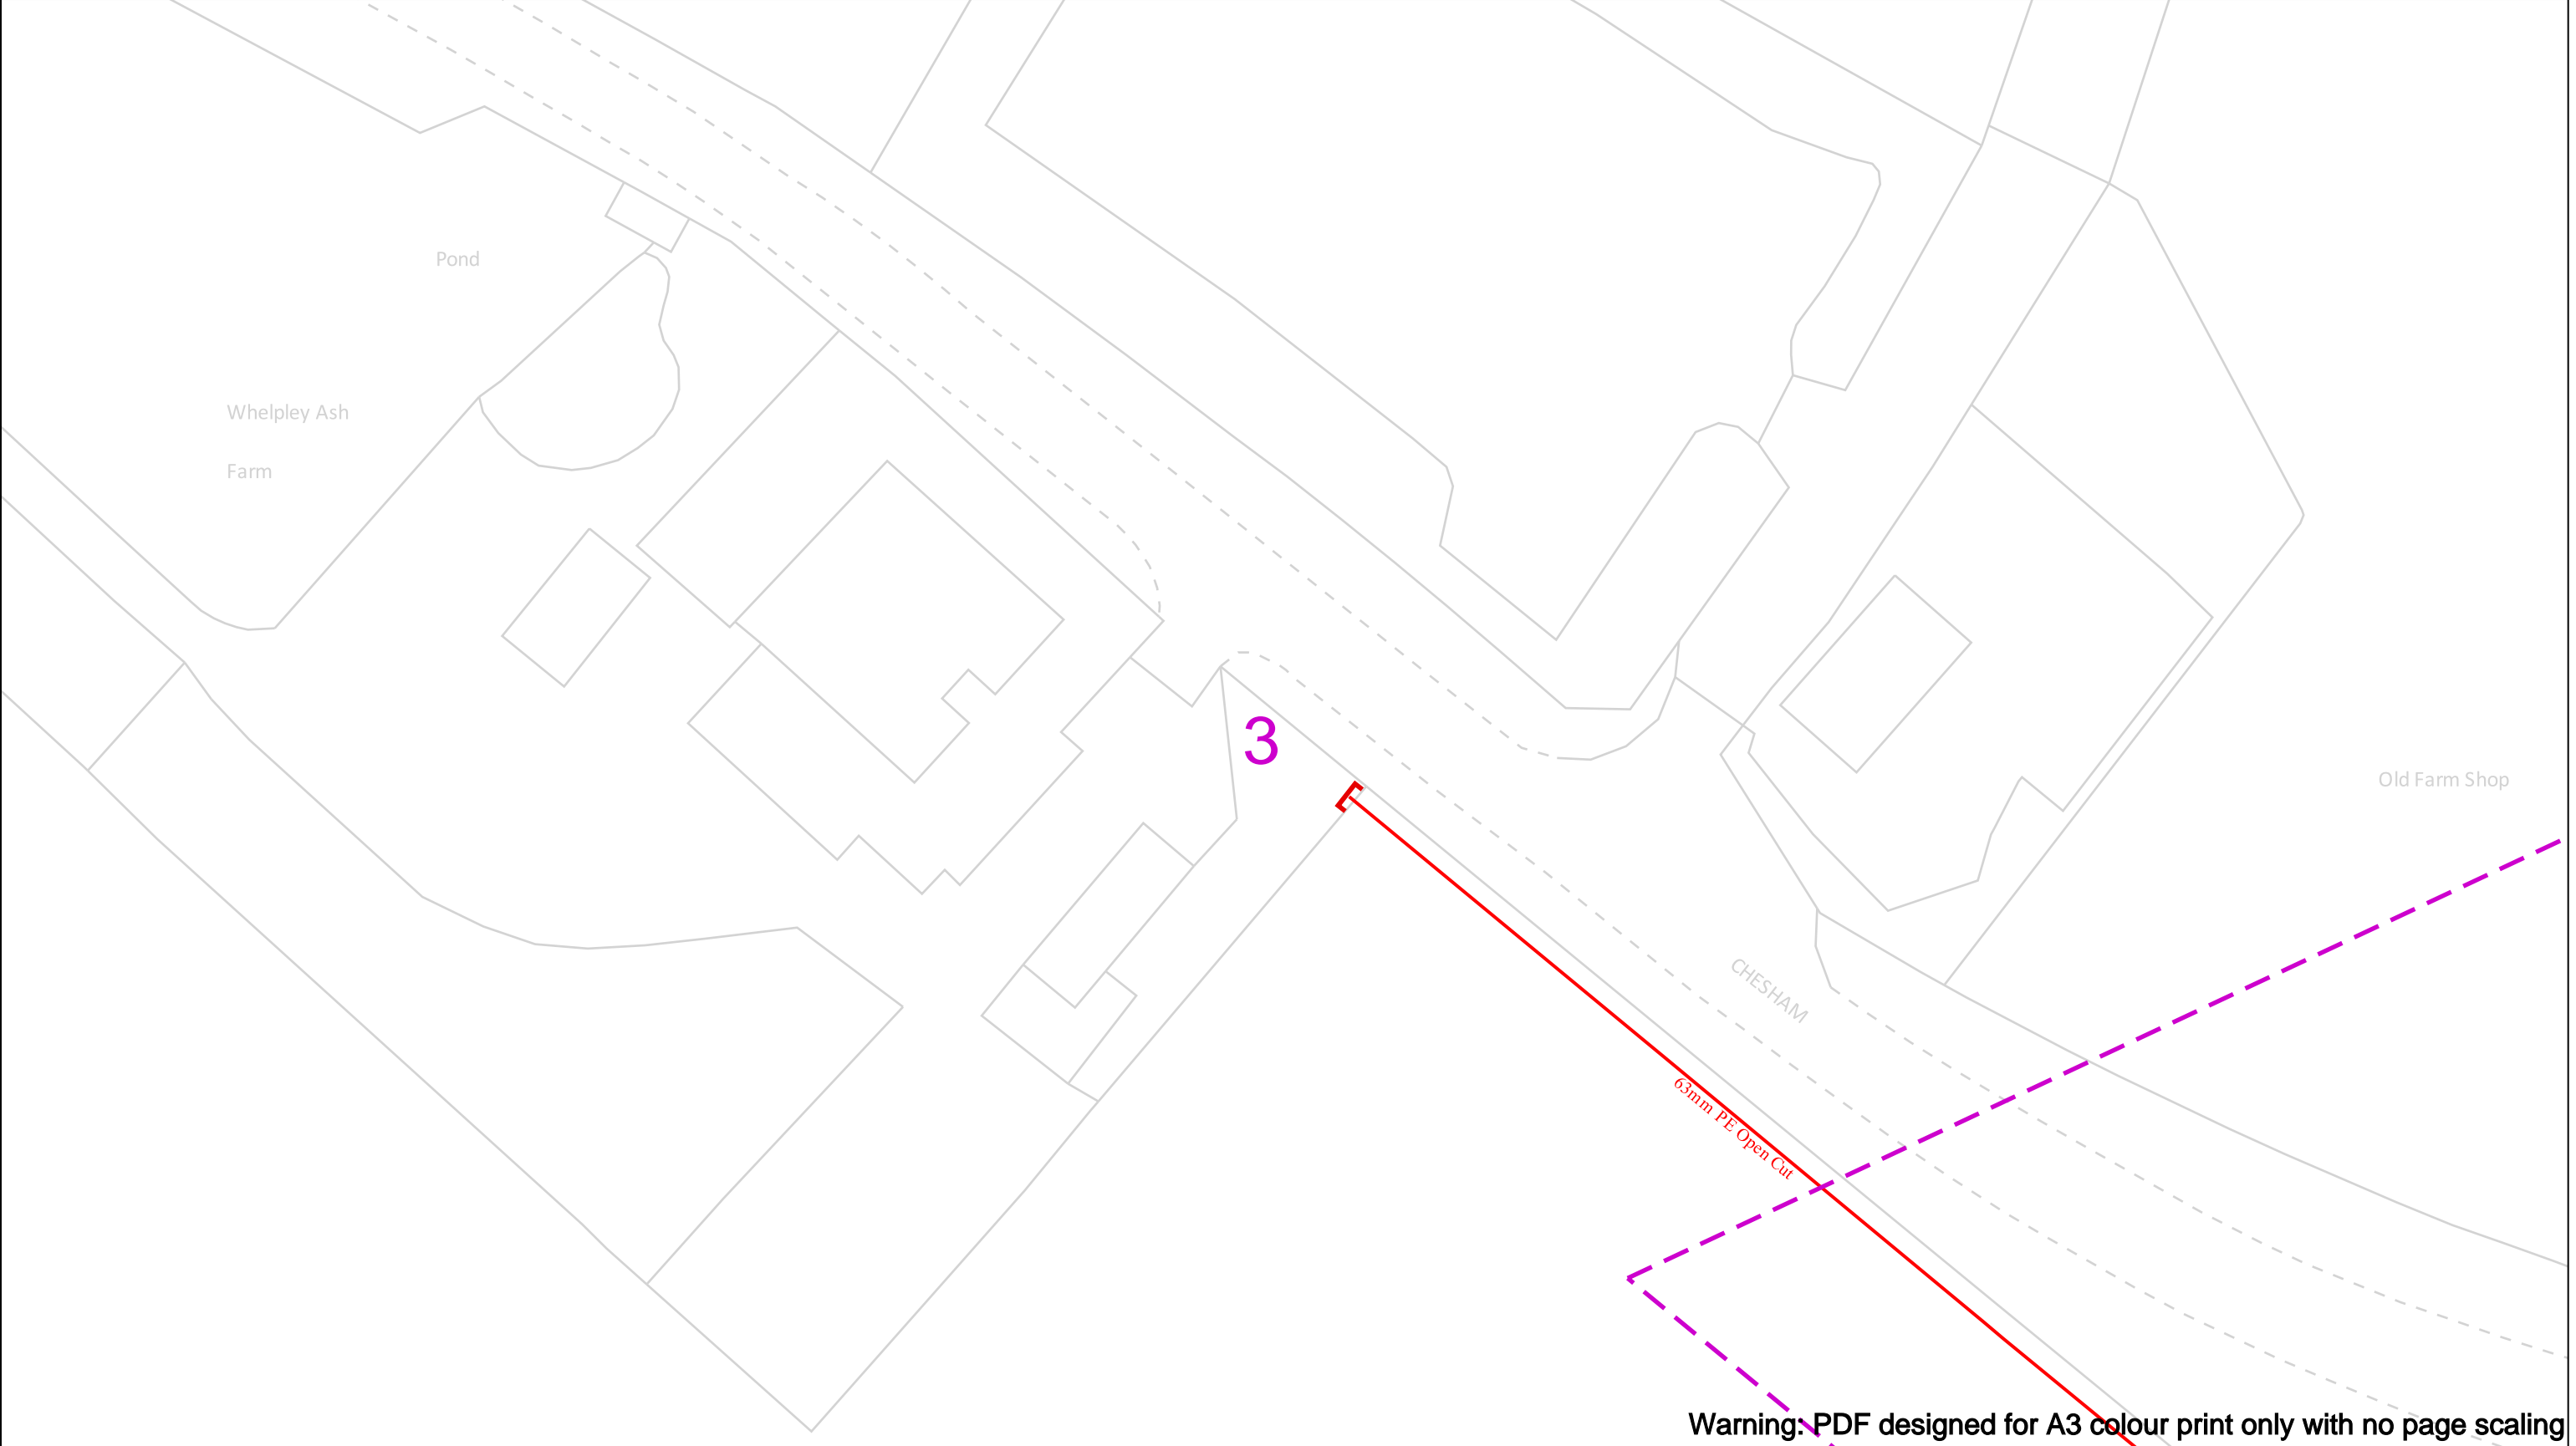 Pond
Whelpley Ash
Farm
3
Old Farm Shop
CHESHAM
63mm PE Open Cut
Warning: PDF designed for A3 colour print only with no page scaling